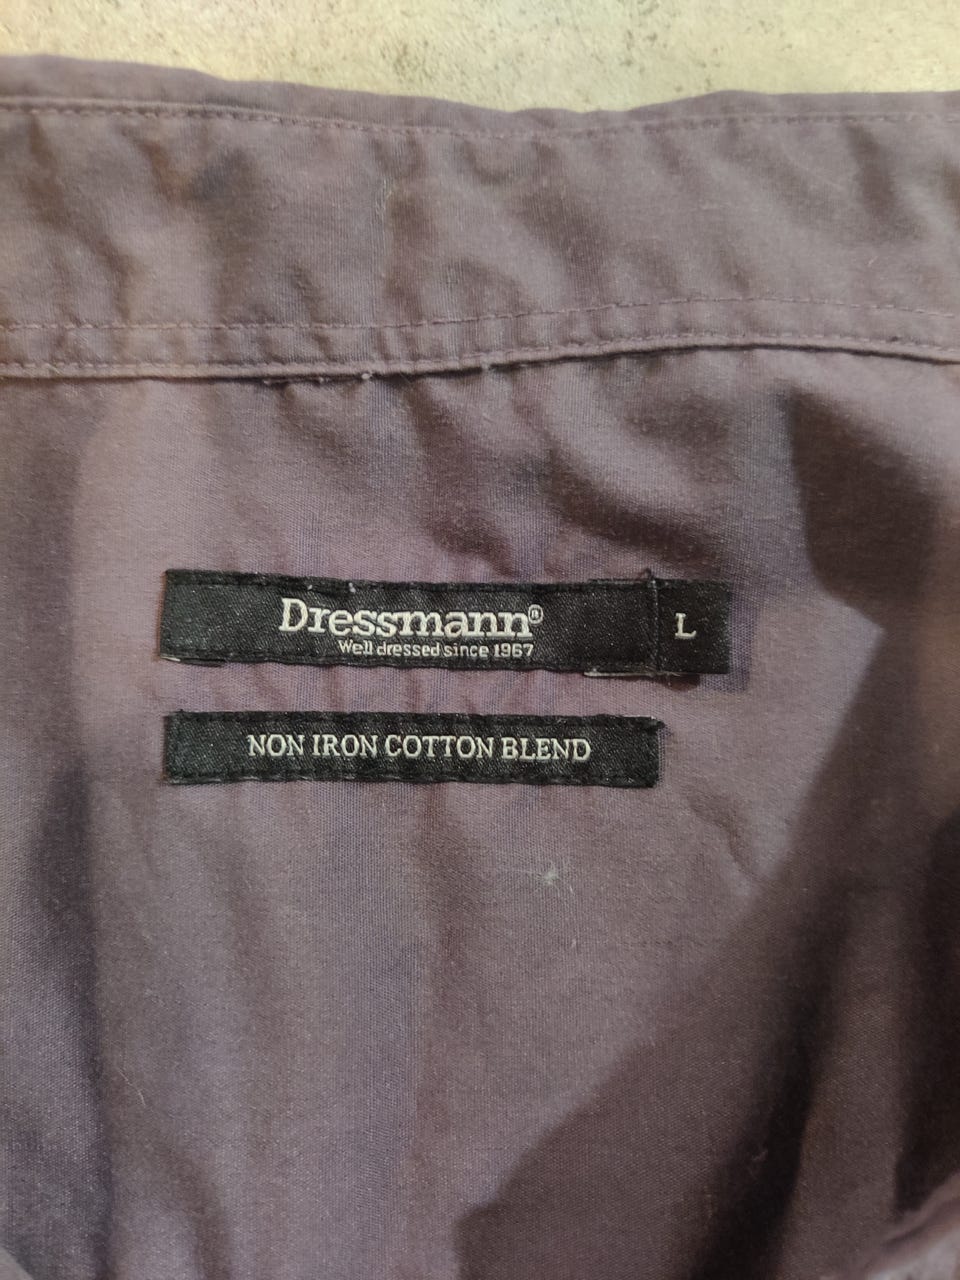 Dressmann®
Well dressed since 1967
L
NON IRON COTTON BLEND